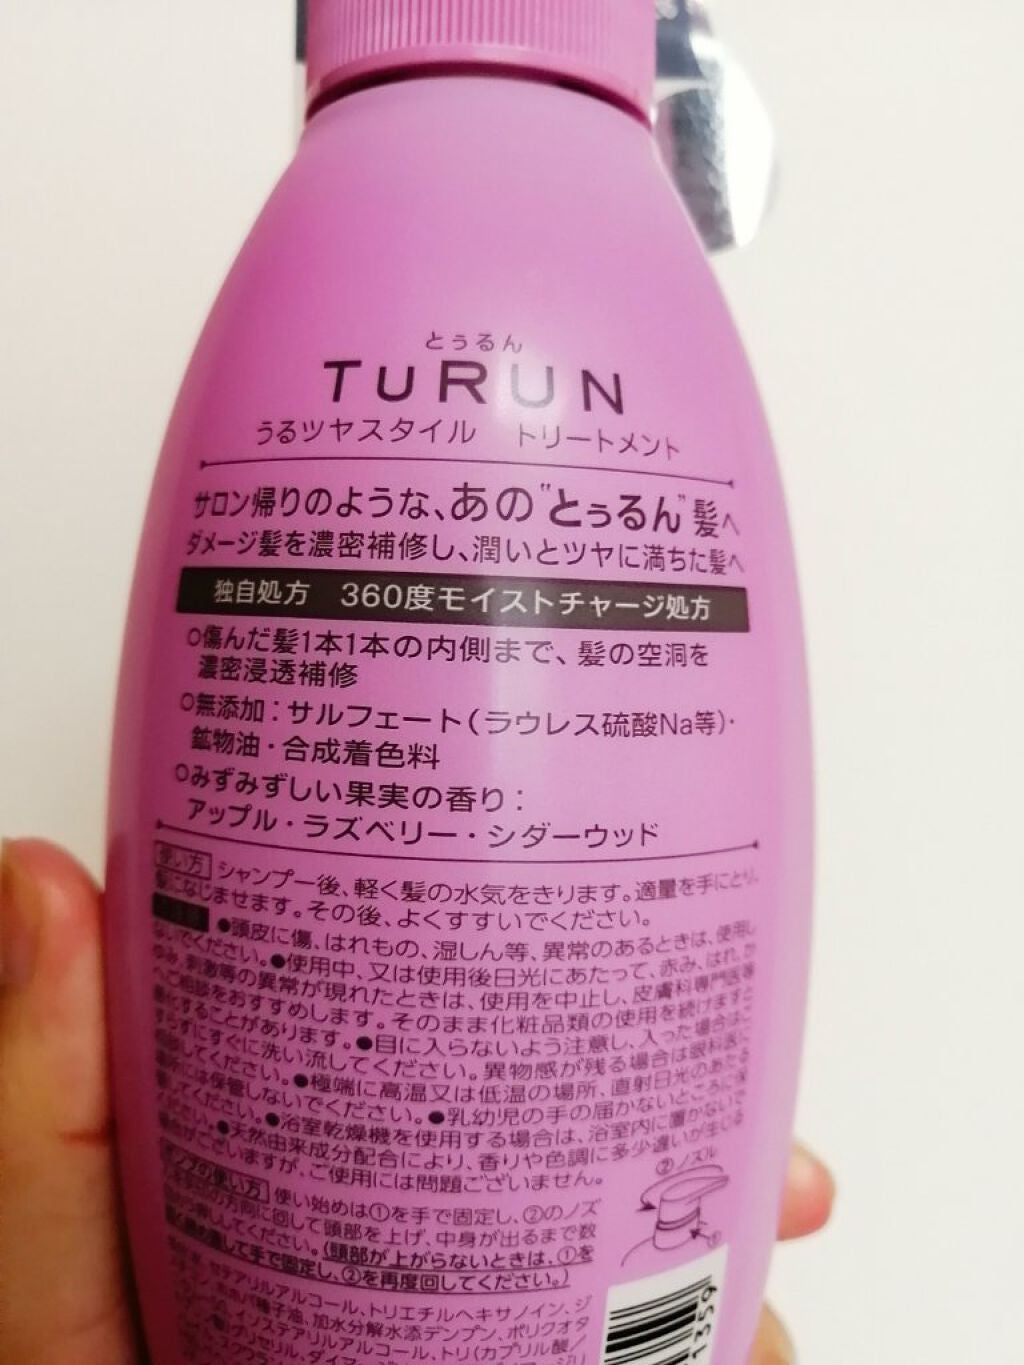 とぅるん
TURUN
うるツヤスタイル トリートメント
サロン帰りのような、あの"とぅるん"髪へ
ダメージ髪を濃密補修し、潤いとツヤに満ちた髪へ
独自処方 360度モイストチャージ処方
○傷んだ髪1本1本の内側まで、髪の空洞を
濃密浸透補修
○無添加：サルフェート（ラウレス硫酸Na等）・
鉱物油・合成着色料
○みずみずしい果実の香り：
アップル・ラズベリー・シダーウッド
使い方 シャンプー後、軽く髪の水気をきります。適量を手にとり、
髪になじませます。その後、よくすすいでください。
●頭皮に傷、はれもの、湿しん等、異常のあるときは、使用し
ないでください。●使用中、又は使用後日光にあたって、赤み、はれ、か
ゆみ、刺激等の異常が現れたときは、使用を中止し、皮膚科専門医等
へご相談をおすすめします。そのまま化粧品類の使用を続けますと
悪化することがあります。●目に入らないよう注意し、入った場合はこ
すらずにすぐに洗い流してください。異物感が残る場合は眼科医に
相談してください。●極端に高温又は低温の場所、直射日光のあたる
場所には保管しないでください。●乳幼児の手の届かないところに保
管してください。●浴室乾燥機を使用する場合は、浴室内に置かないで
ください。●天然由来成分配合により、香りや色調に多少違いが生じる
場合がございますが、ご使用には問題ございません。
②ノズル
ポンプの使い方 使い始めは①を手で固定し、②のノズ
の方向に回して頭部を上げ、中身が出るまで数
押してください。（頭部が上がらないときは、①を
手で固定し、②を再度回してください。）
①
セテアリルアルコール、トリエチルヘキサノイン、ジ
種子油、加水分解水添デンプン、ポリクオタ
イソステアリルアルコール、トリ（カプリル酸／
1359